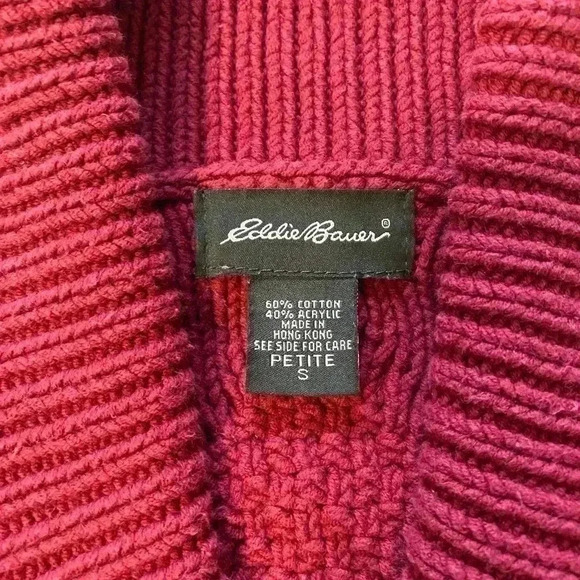 Eddie Bauer®
60% COTTON
40% ACRYLIC
MADE IN
HONG KONG
SEE SIDE FOR CARE
PETITE
S